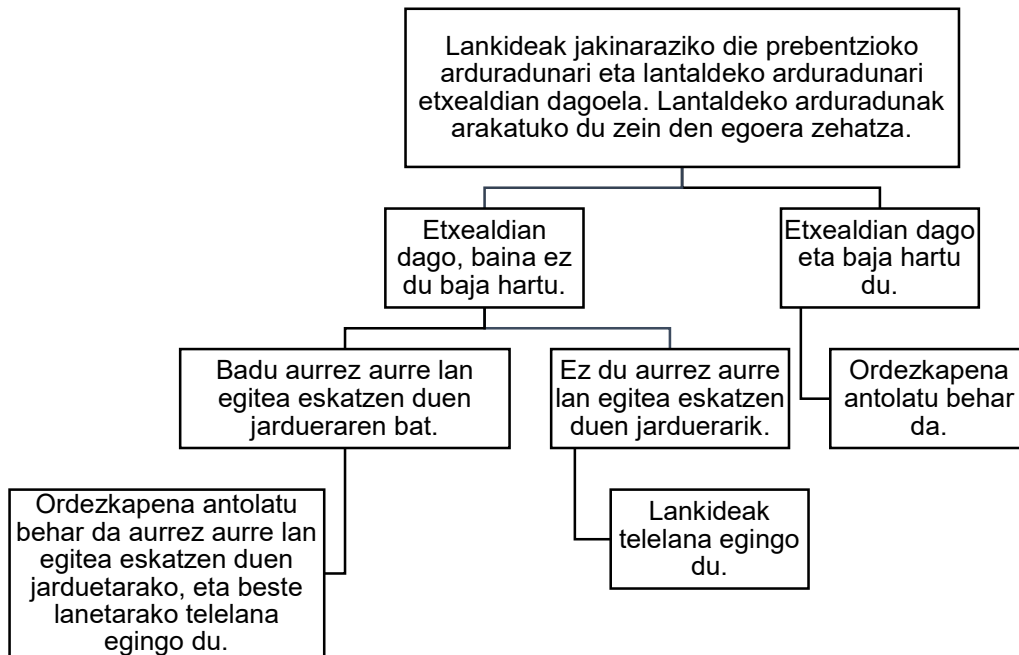 Lankideak jakinaraziko die prebentzioko
arduradunari eta lantaldeko arduradunari
etxealdian dagoela. Lantaldeko arduradunak
arakatuko du zein den egoera zehatza.
Etxealdian
dago, baina ez
du baja hartu.
Etxealdian dago
eta baja hartu
du.
Badu aurrez aurre lan
egitea eskatzen duen
jardueraren bat.
Ez du aurrez aurre
lan egitea eskatzen
duen jarduerarik.
Ordezkapena
antolatu behar
da.
Ordezkapena antolatu
behar da aurrez aurre lan
egitea eskatzen duen
jarduetarako, eta beste
lanetarako telelana
egingo du.
Lankideak
telelana egingo
du.